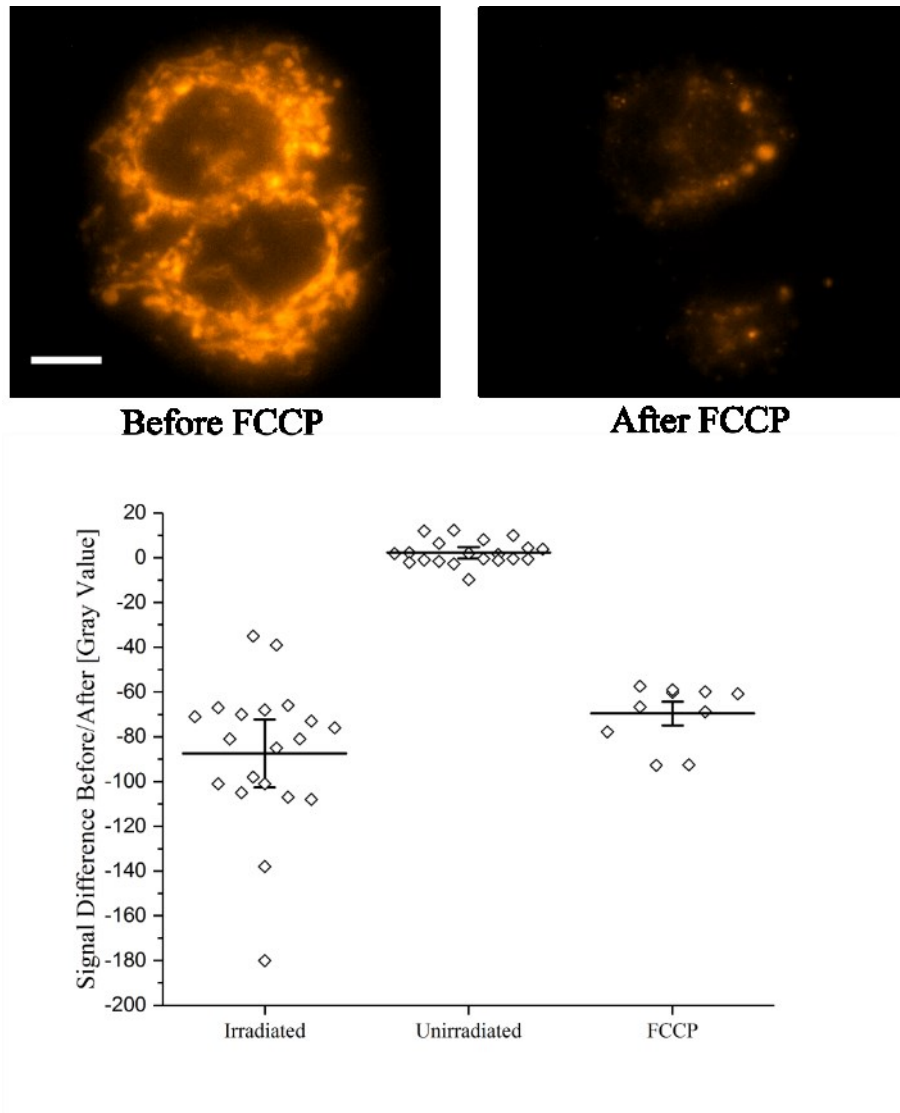 Before FCCP
After FCCP
Signal Difference Before/After [Gray Value]
20
0
-20
-40
-60
-80
-100
-120
-140
-160
-180
-200
Irradiated
Unirradiated
FCCP